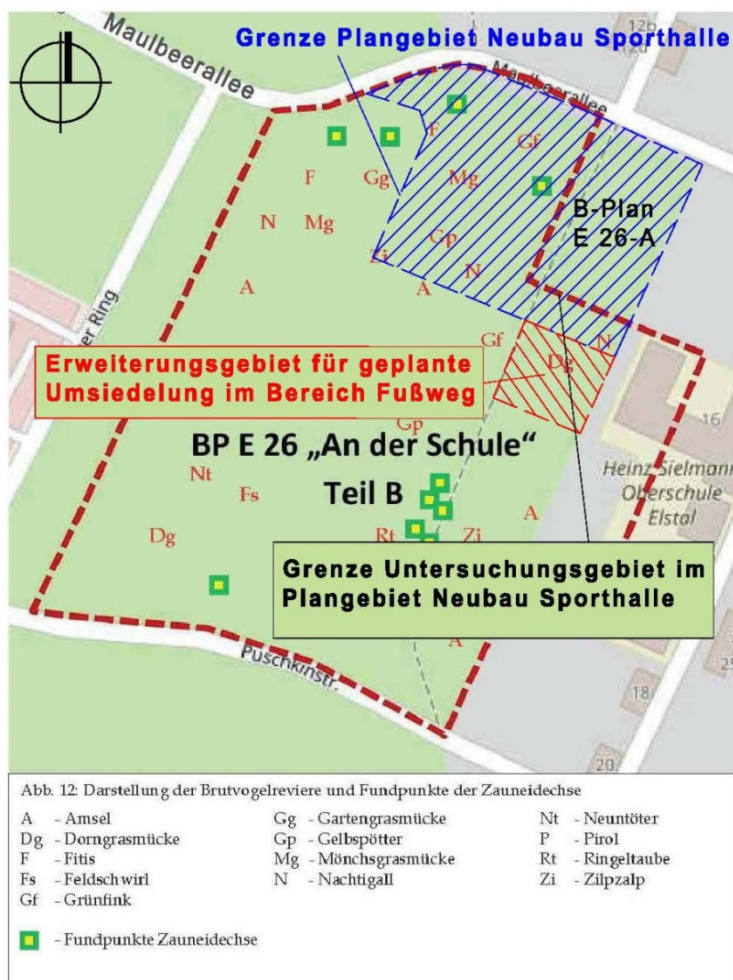 Grenze Plangebiet Neubau Sporthalle
Maulbeerallee
Maulbeerallee
12b
F
Gf
F
Gg
Mg
B-Plan
E 26-A
N
Mg
Gp
Zi
N
A
A
er Ring
Gf
N
Erweiterungsgebiet für geplante
Umsiedelung im Bereich Fußweg
Dg
16
Gp
BP E 26 „An der Schule“
Teil B
Heinz Sielmann
Oberschule
Elstal
Nt
Fs
A
Dg
Rt
Zi
Grenze Untersuchungsgebiet im
Plangebiet Neubau Sporthalle
A
Puschkinstr.
18
20
Abb. 12: Darstellung der Brutvogelreviere und Fundpunkte der Zauneidechse
A - Amsel
Dg - Dorngrasmücke
F - Fitis
Fs - Feldschwirl
Gf - Grünfink
Gg - Gartengrasmücke
Gp - Gelbspötter
Mg - Mönchsgrasmücke
N - Nachtigall
Nt - Neuntöter
P - Pirol
Rt - Ringeltaube
Zi - Zilpzalp
- Fundpunkte Zauneidechse